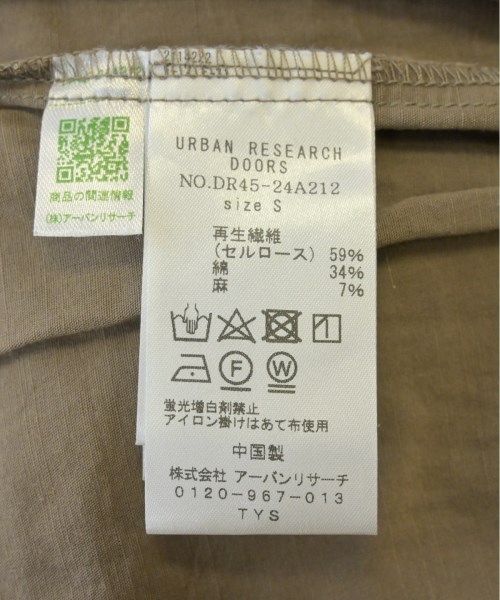 商品の関連情報
(株)アーバンリサーチ
URBAN RESEARCH
DOORS
NO.DR45-24A212
size S
再生繊維
(セルロース) 59%
綿 34%
麻 7%
F W
蛍光増白剤禁止
アイロン掛けはあて布使用
中国製
株式会社 アーバンリサーチ
0120-967-013
TYS